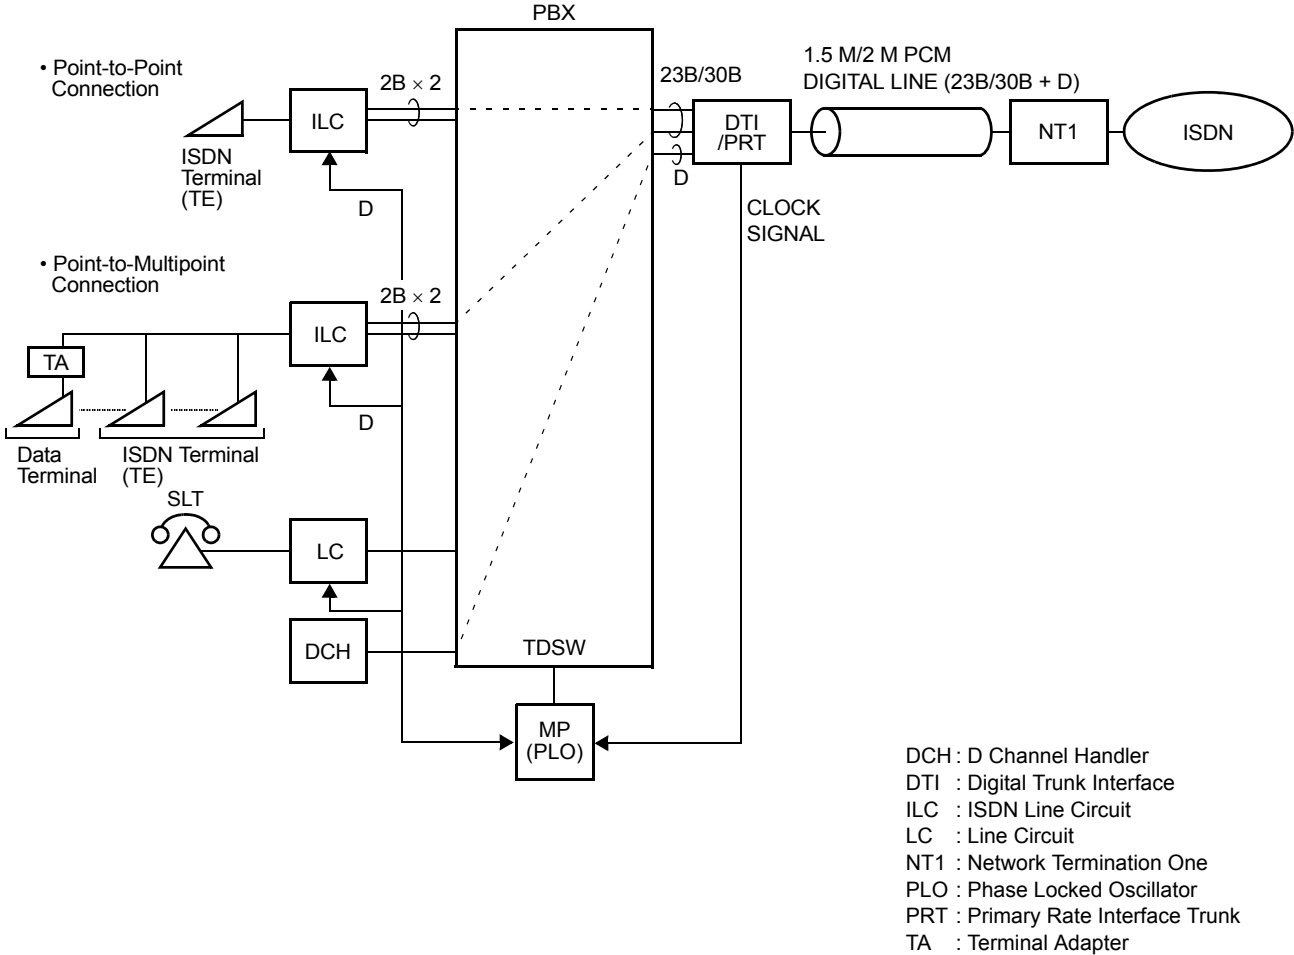 PBX
• Point-to-Point
Connection
2B × 2
23B/30B
1.5 M/2 M PCM
DIGITAL LINE (23B/30B + D)
ILC
DTI
/PRT
NT1
ISDN
ISDN
Terminal
(TE)
D
D
CLOCK
SIGNAL
• Point-to-Multipoint
Connection
2B × 2
ILC
TA
D
Data
Terminal
ISDN Terminal
(TE)
SLT
LC
DCH
TDSW
MP
(PLO)
DCH : D Channel Handler
DTI : Digital Trunk Interface
ILC : ISDN Line Circuit
LC : Line Circuit
NT1 : Network Termination One
PLO : Phase Locked Oscillator
PRT : Primary Rate Interface Trunk
TA : Terminal Adapter